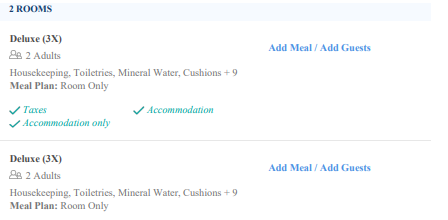 2 ROOMS
Deluxe (3X)
Add Meal / Add Guests
2 Adults
Housekeeping, Toiletries, Mineral Water, Cushions + 9
Meal Plan: Room Only
Taxes
Accommodation
Accommodation only
Deluxe (3X)
Add Meal / Add Guests
2 Adults
Housekeeping, Toiletries, Mineral Water, Cushions + 9
Meal Plan: Room Only